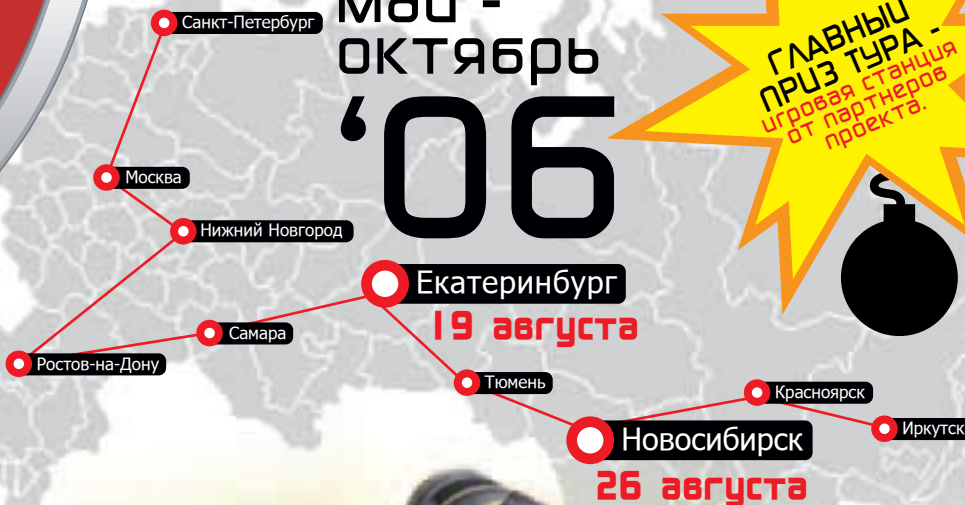 Санкт-Петербург
май -
октябрь
‘06
ГЛАВНЫЙ
ПРИЗ ТУРА -
игровая станция
от партнеров
проекта.
Москва
Нижний Новгород
Екатеринбург
19 августа
Самара
Ростов-на-Дону
Тюмень
Красноярск
Иркутск
Новосибирск
26 августа